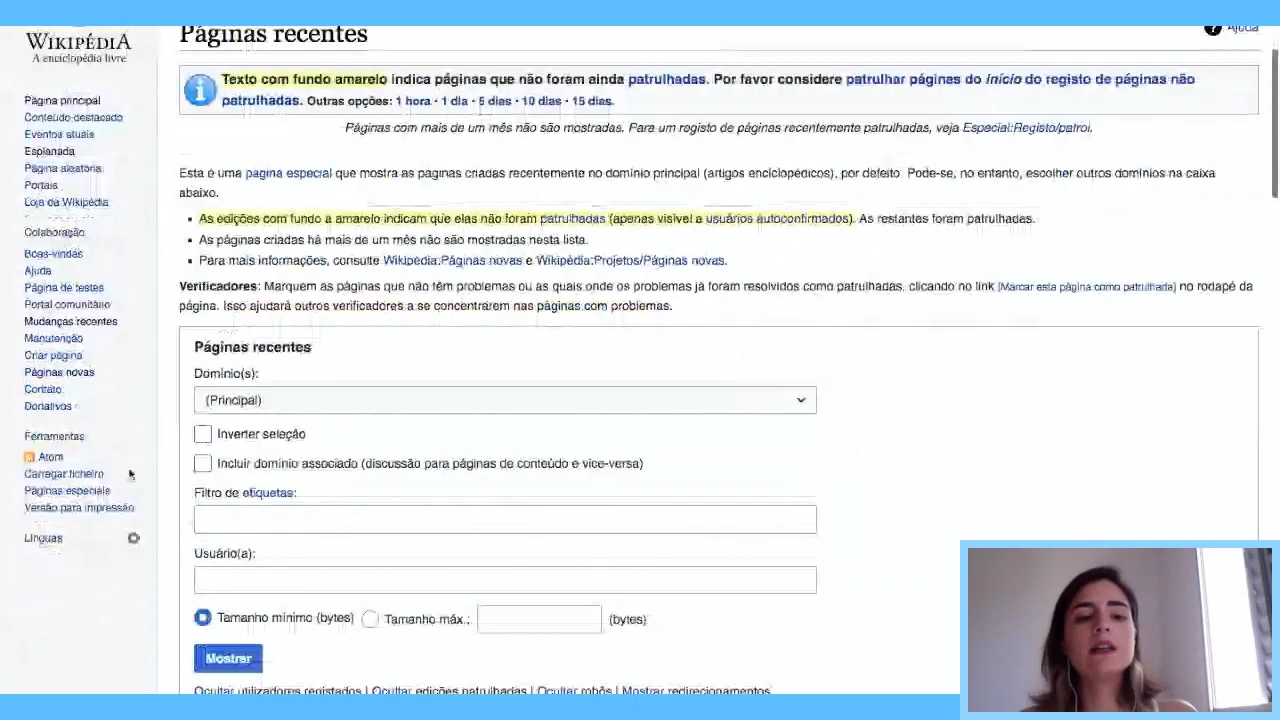 Páginas recentes
Ajuda
WIKIPÉDIA
A enciclopédia livre
Página principal
Conteúdo destacado
Eventos atuais
Esplanada
Página aleatória
Portais
Loja da Wikipédia
Colaboração
Boas-vindas
Ajuda
Página de testes
Portal comunitário
Mudanças recentes
Manutenção
Criar página
Páginas novas
Contato
Donativos
Ferramentas
Atom
Carregar ficheiro
Páginas especiais
Versão para impressão
Línguas
Texto com fundo amarelo indica páginas que não foram ainda patrulhadas. Por favor considere patrulhar páginas do início do registo de páginas não
patrulhadas. Outras opções: 1 hora · 1 dia · 5 dias · 10 dias · 15 dias.
Páginas com mais de um mês não são mostradas. Para um registo de páginas recentemente patrulhadas, veja Especial:Registo/patrol.
Esta é uma página especial que mostra as páginas criadas recentemente no domínio principal (artigos enciclopédicos), por defeito. Pode-se, no entanto, escolher outros domínios na caixa
abaixo.
• As edições com fundo a amarelo indicam que elas não foram patrulhadas (apenas visível a usuários autoconfirmados). As restantes foram patrulhadas.
• As páginas criadas há mais de um mês não são mostradas nesta lista.
• Para mais informações, consulte Wikipédia:Páginas novas e Wikipédia:Projetos/Páginas novas.
Verificadores: Marquem as páginas que não têm problemas ou as quais onde os problemas já foram resolvidos como patrulhadas, clicando no link [Marcar esta página como patrulhada] no rodapé da
página. Isso ajudará outros verificadores a se concentrarem nas páginas com problemas.
Páginas recentes
Domínio(s):
(Principal)
Inverter seleção
Incluir domínio associado (discussão para páginas de conteúdo e vice-versa)
Filtro de etiquetas:
Usuário(a):
Tamanho mínimo (bytes) Tamanho máx.: (bytes)
Mostrar
Ocultar utilizadores registados | Ocultar edições patrulhadas | Ocultar robôs | Mostrar redirecionamentos